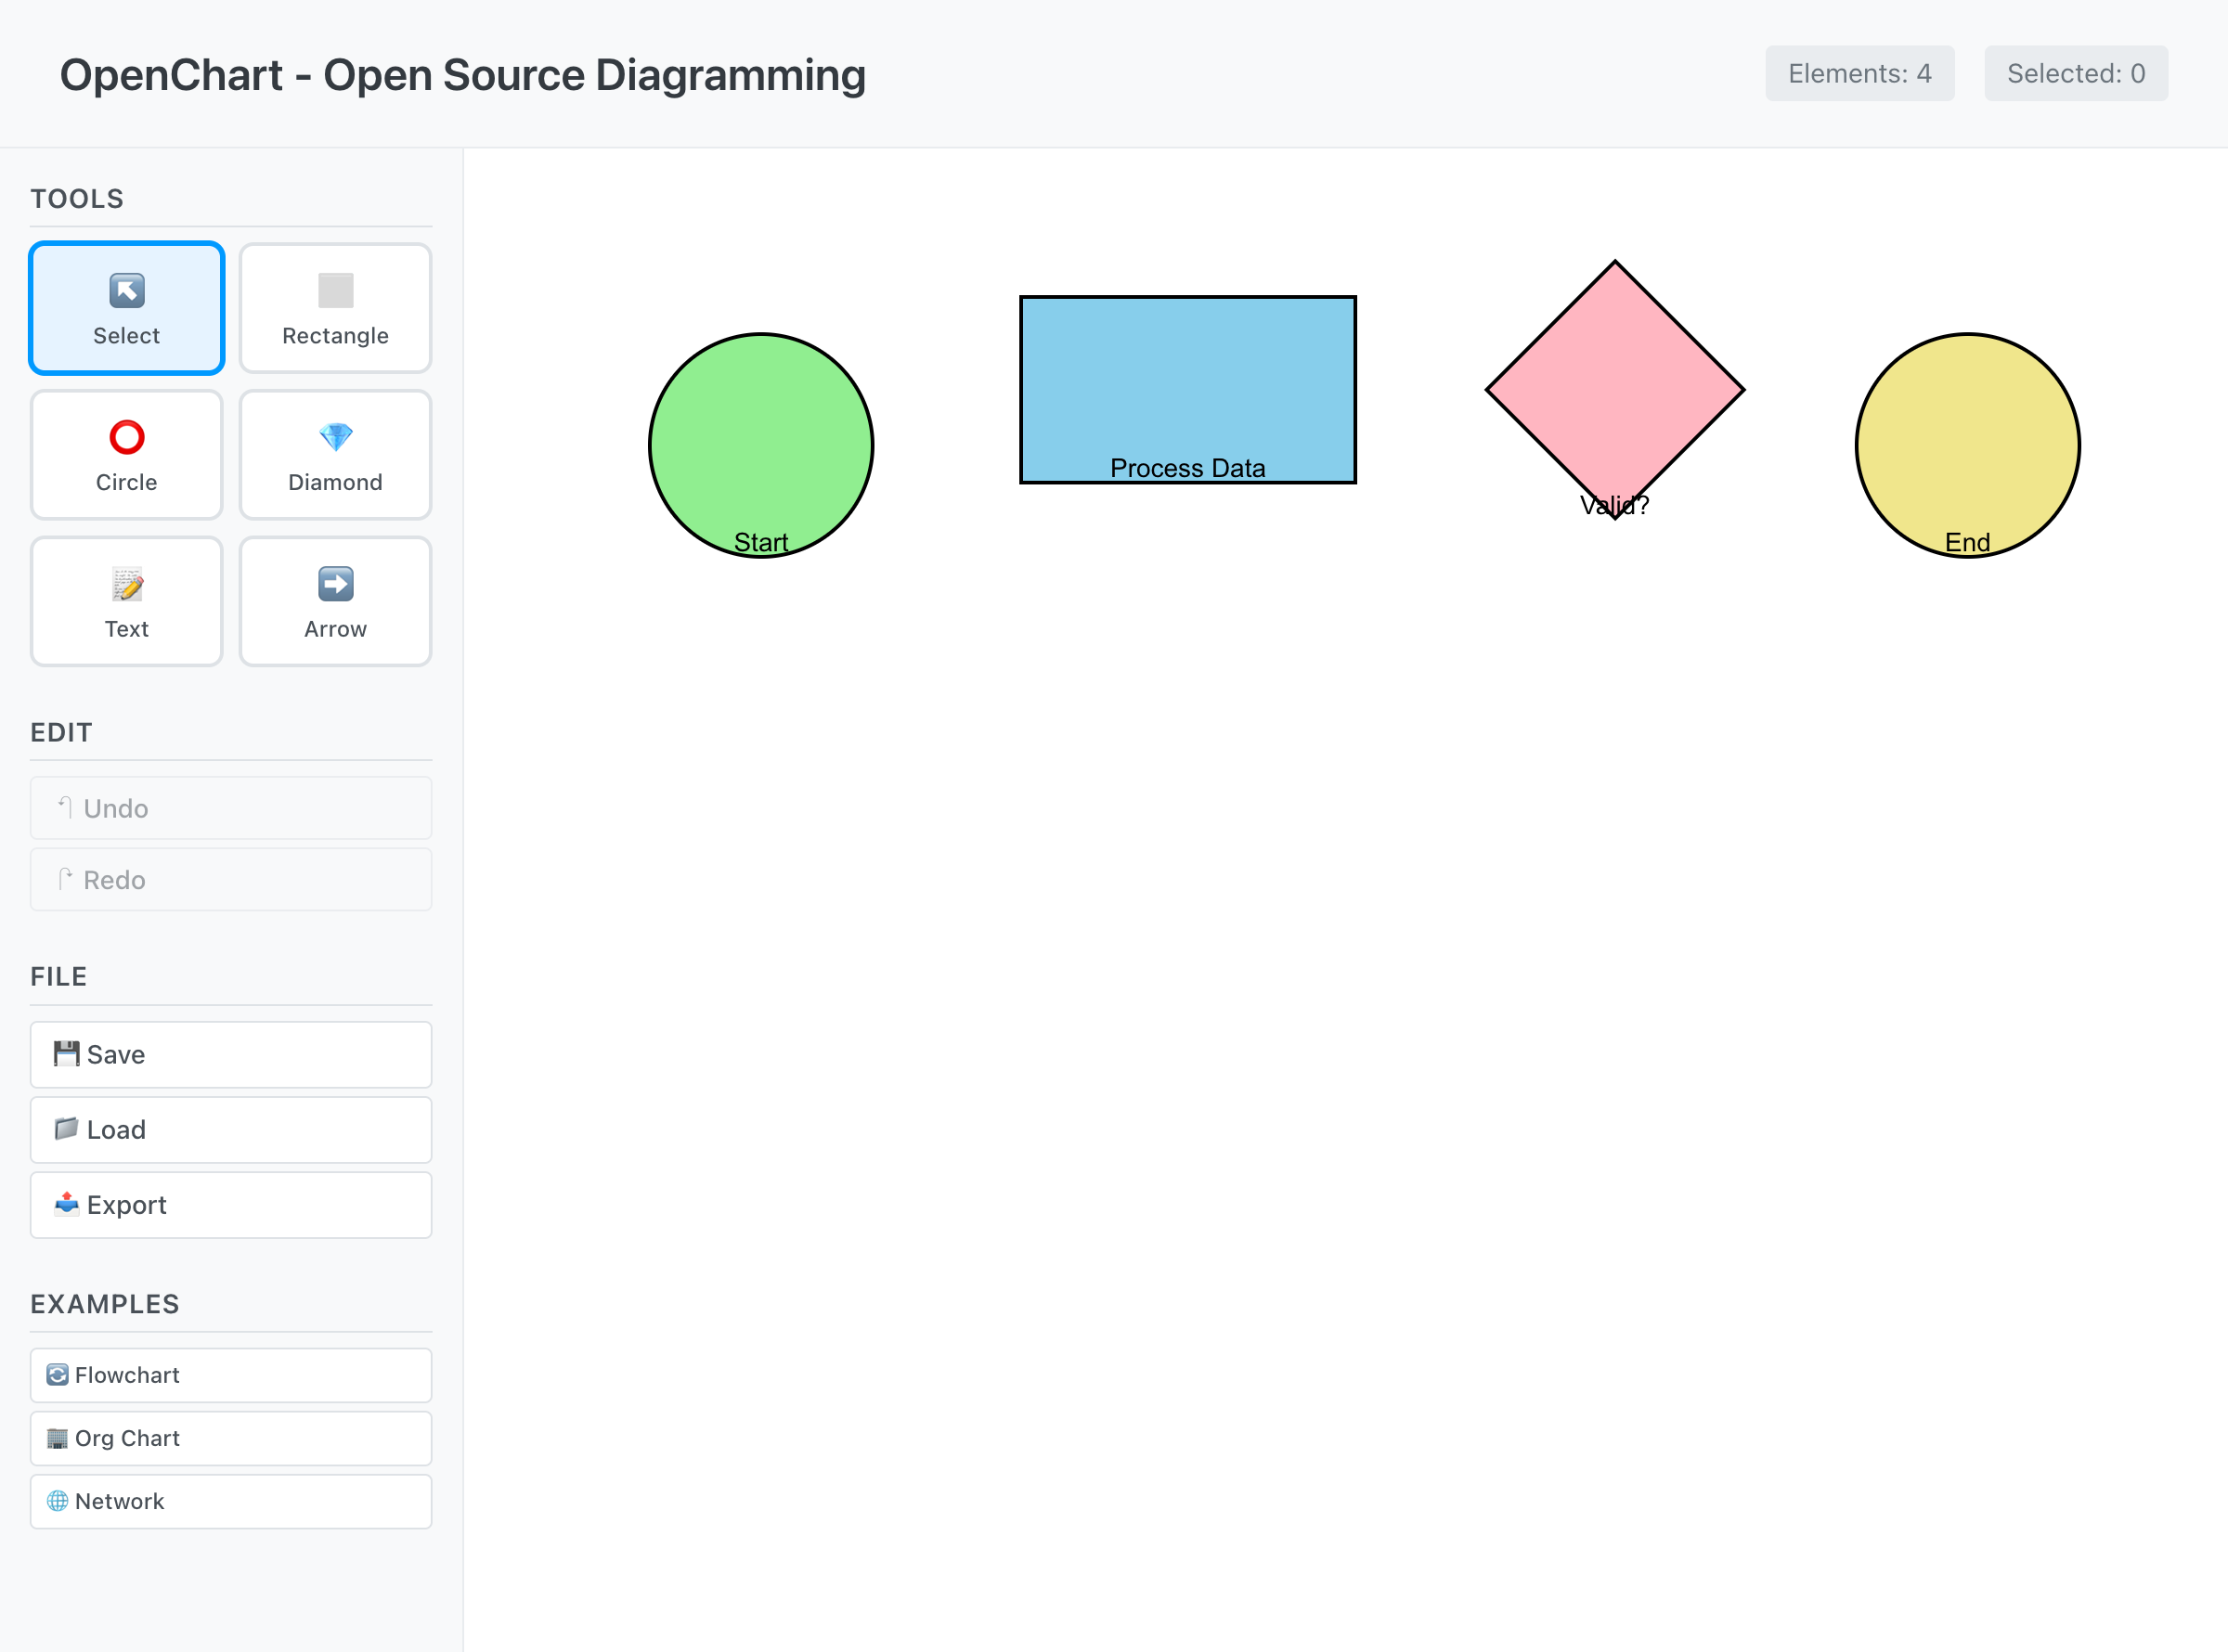 OpenChart - Open Source Diagramming
Elements: 4
Selected: 0
TOOLS
Select
Rectangle
Circle
Diamond
Text
Arrow
EDIT
Undo
Redo
FILE
Save
Load
Export
EXAMPLES
Flowchart
Org Chart
Network
Process Data
Valid?
Start
End